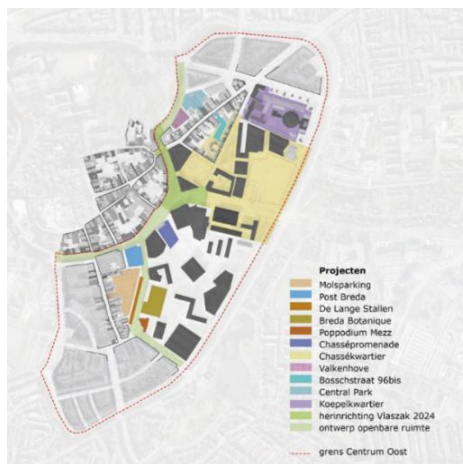 Projecten
Molsparking
Post Breda
De Lange Stallen
Breda Botanique
Poppodium Mezz
Chassépromenade
Chassékwartier
Valkenhove
Bosschstraat 96bis
Central Park
Koepelkwartier
herinrichting Vlaszak 2024
ontwerp openbare ruimte
grens Centrum Oost